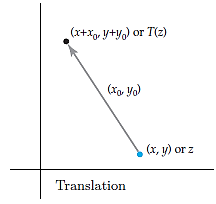 (x+x₀, y+y₀) or T(z)
(x₀, y₀)
(x, y) or z
Translation